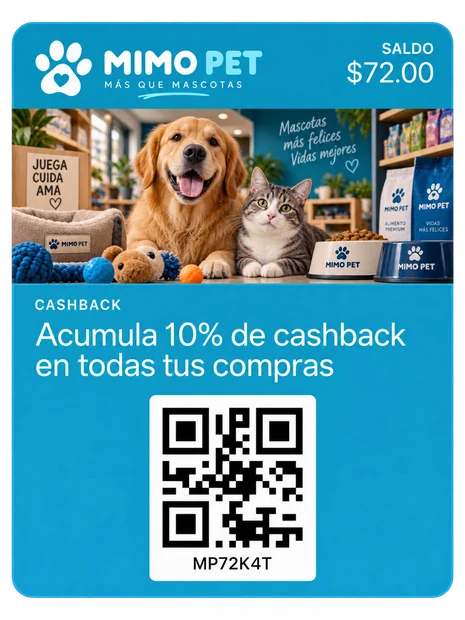 MIMO PET
MÁS QUE MASCOTAS
SALDO
$72.00
Mascotas
más felices
Vidas mejores
JUEGA
CUIDA
AMA
MIMO PET
MIMO PET
ALIMENTO
PREMIUM
MIMO PET
VIDAS
MÁS FELICES
MIMO PET
MIMO PET
CASHBACK
Acumula 10% de cashback
en todas tus compras
MP72K4T